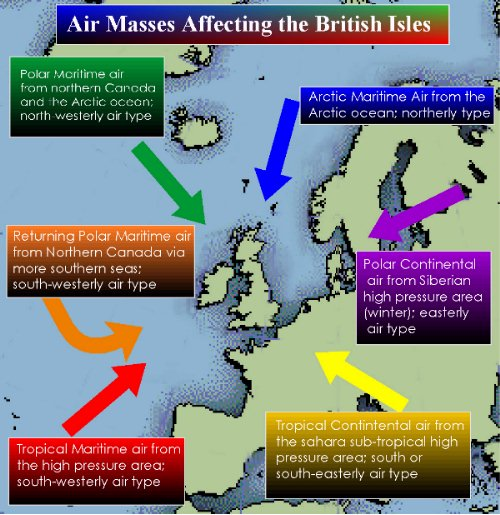 Air Masses Affecting the British Isles
Polar Maritime air
from northern Canada
and the Arctic ocean;
north-westerly air type
Arctic Maritime Air from the
Arctic ocean; northerly type
Returning Polar Maritime air
from Northern Canada via
more southern seas;
south-westerly air type
Polar Continental
air from Siberian
high pressure area
(winter); easterly
air type
Tropical Maritime air from
the high pressure area;
south-westerly air type
Tropical Contintental air from
the sahara sub-tropical high
pressure area; south or
south-easterly air type